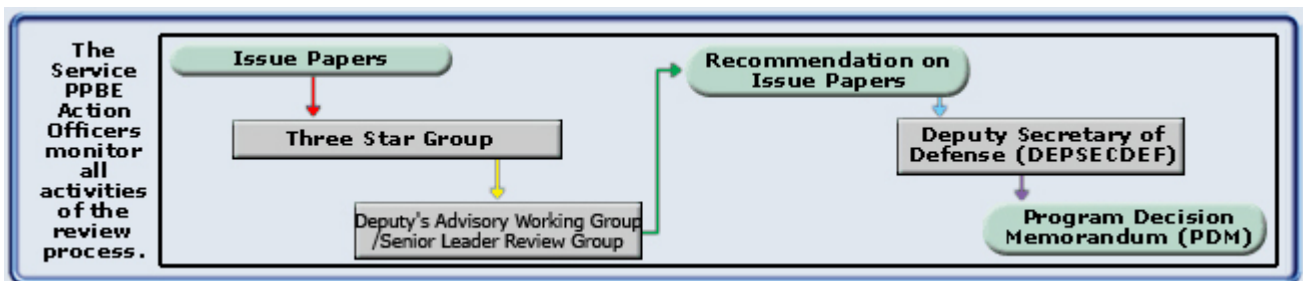 The
Service
PPBE
Action
Officers
monitor
all
activities
of the
review
process.
Issue Papers
Three Star Group
Deputy's Advisory Working Group
/Senior Leader Review Group
Recommendation on
Issue Papers
Deputy Secretary of
Defense (DEPSECDEF)
Program Decision
Memorandum (PDM)